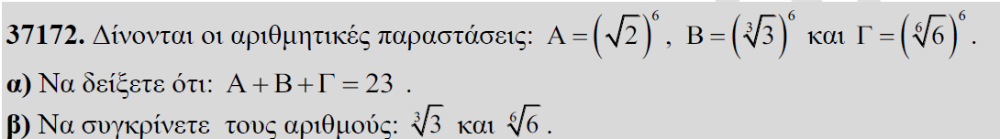 37172. Δίνονται οι αριθμητικές παραστάσεις: Α = (√2)⁶, Β = (∛3)⁶ και Γ = (⁶√6)⁶.
α) Να δείξετε ότι: Α + Β + Γ = 23 .
β) Να συγκρίνετε τους αριθμούς: ∛3 και ⁶√6 .